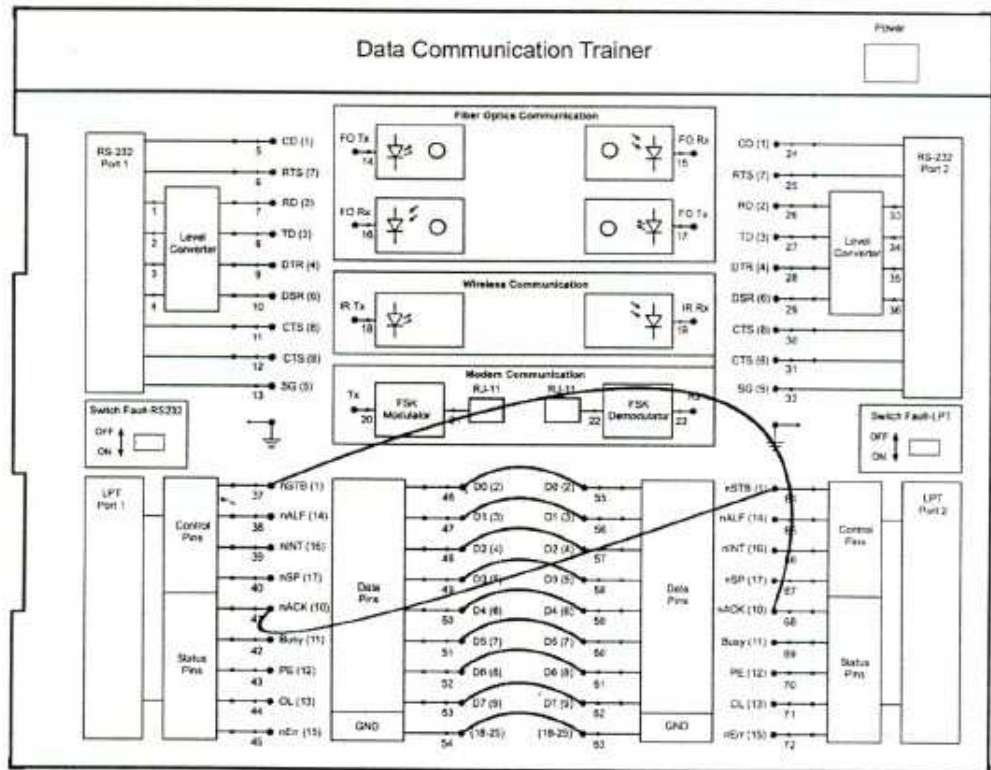 Data Communication Trainer
Power
Fiber Optics Communication
RS-232
Port 1
Level
Converter
1
2
3
4
CD (1)
5
RTS (7)
6
RD (2)
7
TD (3)
8
DTR (4)
9
DSR (6)
10
CTS (8)
11
CTS (8)
12
SG (5)
13
FO Tx
14
FO Rx
15
FO Rx
16
FO Tx
17
Wireless Communication
IR Tx
18
IR Rx
19
Modem Communication
Tx
20
FSK
Modulator
RJ-11
RJ-11
22
FSK
Demodulator
23
CD (1)
24
RTS (7)
25
RD (2)
26
TD (3)
27
DTR (4)
28
DSR (6)
29
CTS (8)
30
CTS (8)
31
SG (5)
32
Level
Converter
33
34
35
36
RS-232
Port 2
Switch Fault-RS232
OFF
ON
Switch Fault-LPT
OFF
ON
LPT
Port 1
Control
Pins
Status
Pins
nSTB (1)
37
nALF (14)
38
nINT (16)
39
nSP (17)
40
nACK (10)
Busy (11)
42
PE (12)
43
OL (13)
44
nErr (15)
45
Data
Pins
GND
46
47
48
49
50
51
52
53
54
D0 (2)
D1 (3)
D2 (4)
D3 (5)
D4 (6)
D5 (7)
D6 (8)
D7 (9)
(18-25)
D0 (2)
D1 (3)
D2 (4)
D3 (5)
D4 (6)
D5 (7)
D6 (8)
D1 (9)
(18-25)
55
56
57
58
61
62
63
Data
Pins
GND
nSTB (1)
nALF (14)
nINT (16)
nSP (17)
67
nACK (10)
68
Busy (11)
69
PE (12)
70
OL (13)
71
nErr (15)
72
Control
Pins
Status
Pins
LPT
Port 2